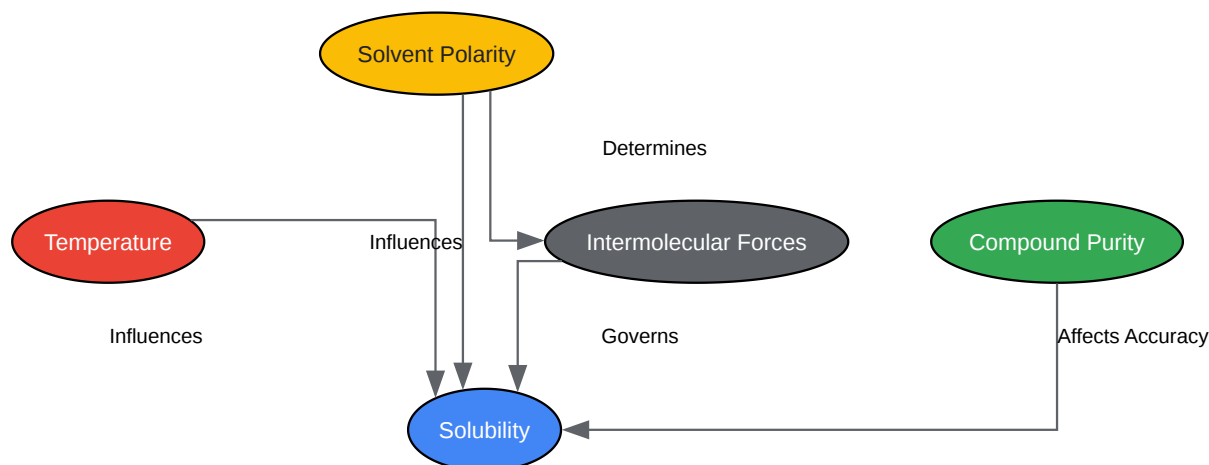 Solvent Polarity
Determines
Temperature
Influences
Intermolecular Forces
Compound Purity
Influences
Governs
Affects Accuracy
Solubility